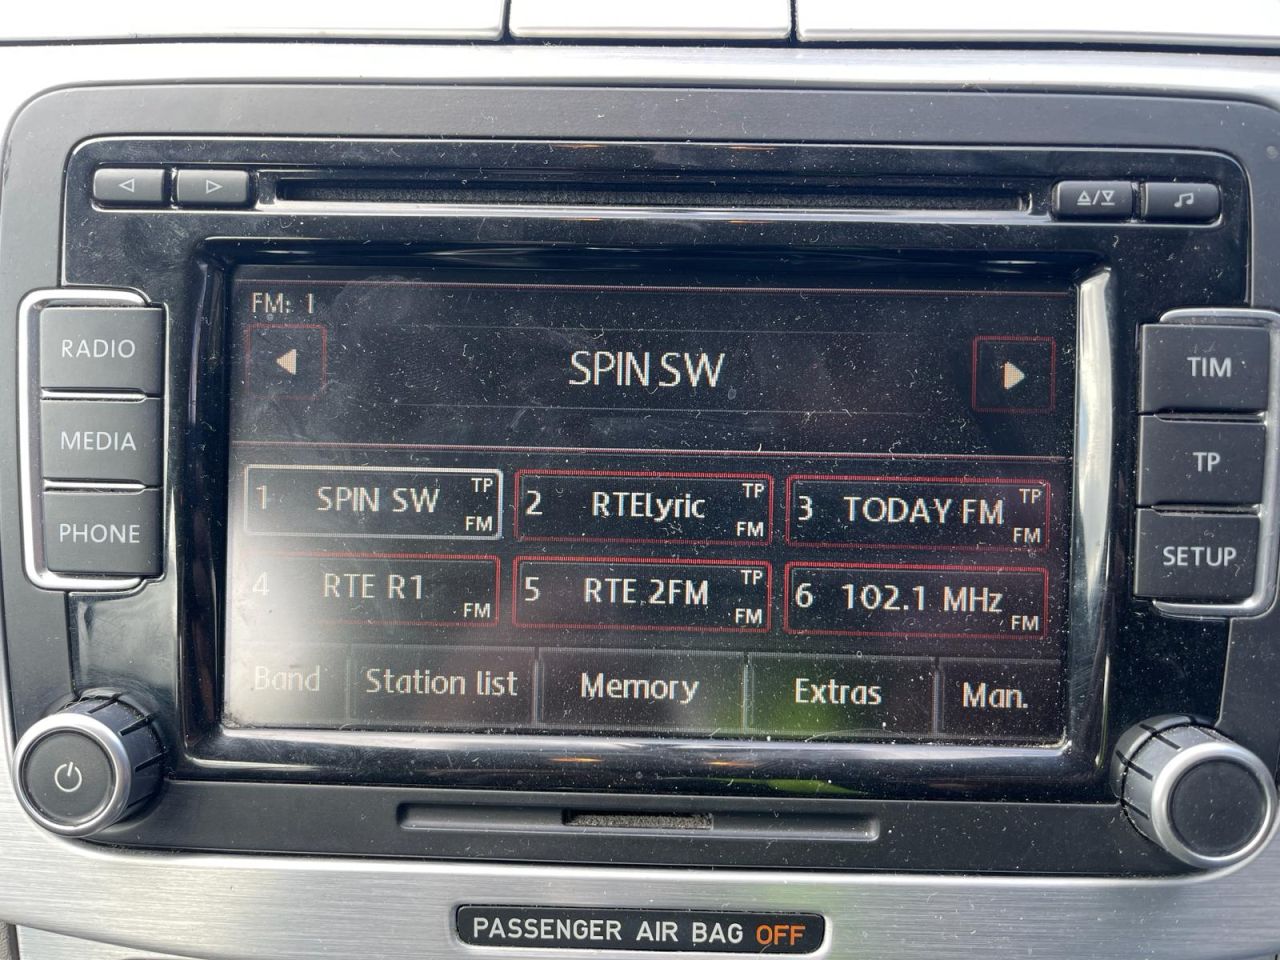 FM: 1
SPIN SW
RADIO
MEDIA
PHONE
TIM
TP
SETUP
1 SPIN SW TP FM
2 RTElyric TP FM
3 TODAY FM TP FM
4 RTE R1 FM
5 RTE 2FM TP FM
6 102.1 MHz FM
Band Station list Memory Extras Man.
PASSENGER AIR BAG OFF